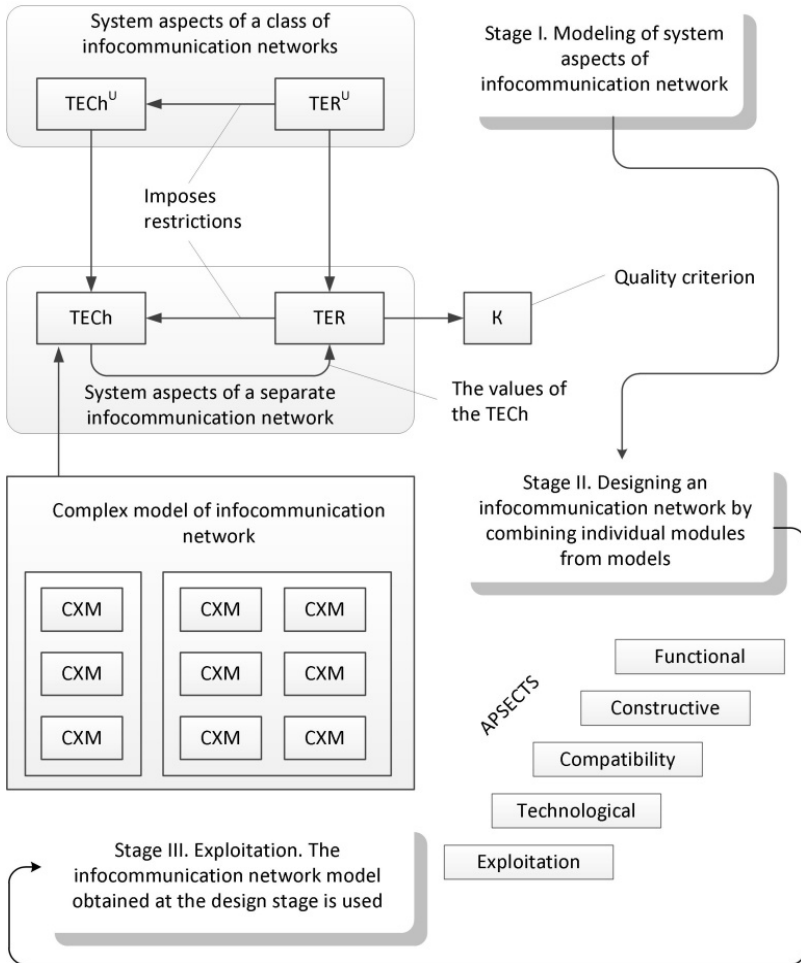 System aspects of a class of
infocommunication networks
TECh^U
TER^U
Imposes
restrictions
TECh
TER
K
Quality criterion
System aspects of a separate
infocommunication network
The values of
the TECh
Complex model of infocommunication
network
CXM
CXM
CXM
CXM
CXM
CXM
CXM
CXM
CXM
Stage I. Modeling of system
aspects of
infocommunication network
Stage II. Designing an
infocommunication network by
combining individual modules
from models
APSECTS
Functional
Constructive
Compatibility
Technological
Exploitation
Stage III. Exploitation. The
infocommunication network model
obtained at the design stage is used